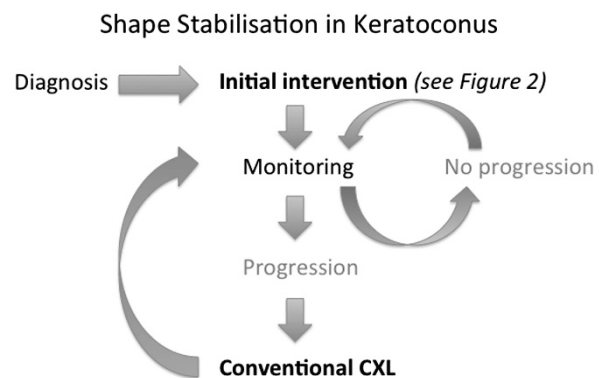 Shape Stabilisation in Keratoconus
Diagnosis
Initial intervention (see Figure 2)
Monitoring
No progression
Progression
Conventional CXL